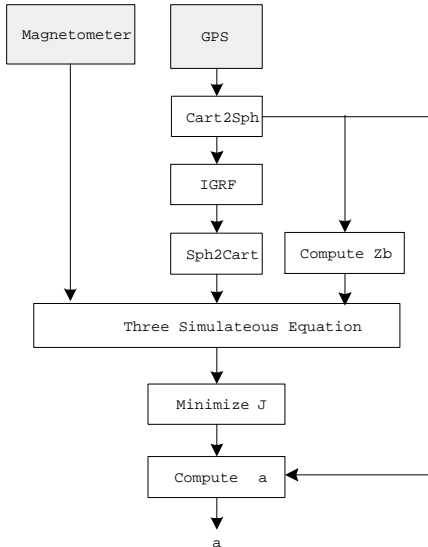 Magnetometer
GPS
Cart2Sph
IGRF
Sph2Cart
Compute Zb
Three Simulateous Equation
Minimize J
Compute a
a